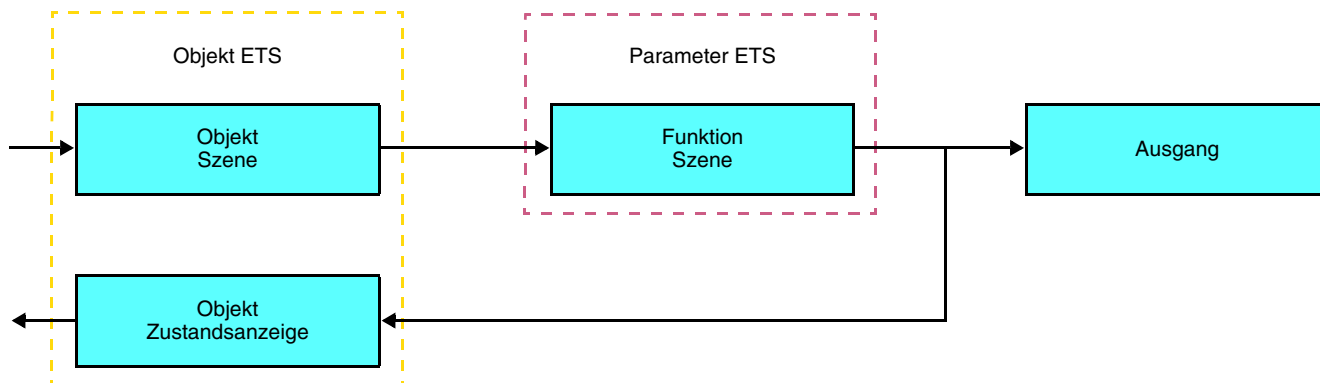 Objekt ETS
Parameter ETS
Objekt
Szene
Funktion
Szene
Ausgang
Objekt
Zustandsanzeige